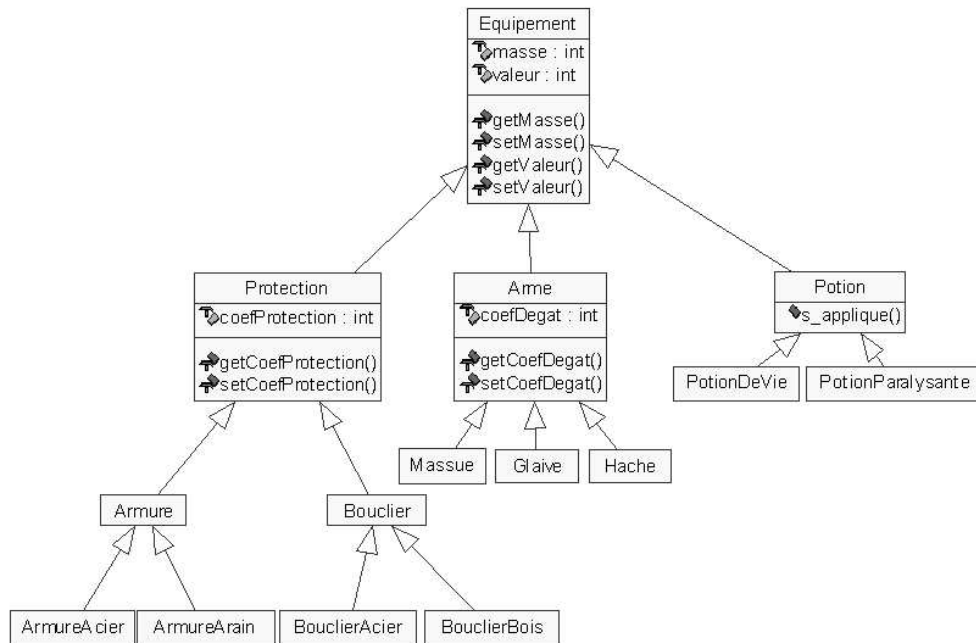 Equipement
masse : int
valeur : int
getMasse()
setMasse()
getValeur()
setValeur()
Protection
coefProtection : int
getCoefProtection()
setCoefProtection()
Arme
coefDegat : int
getCoefDegat()
setCoefDegat()
Potion
s_applique()
PotionDeVie
PotionParalysante
Massue
Glaive
Hache
Armure
Bouclier
ArmureAcier
ArmureArain
BouclierAcier
BouclierBois